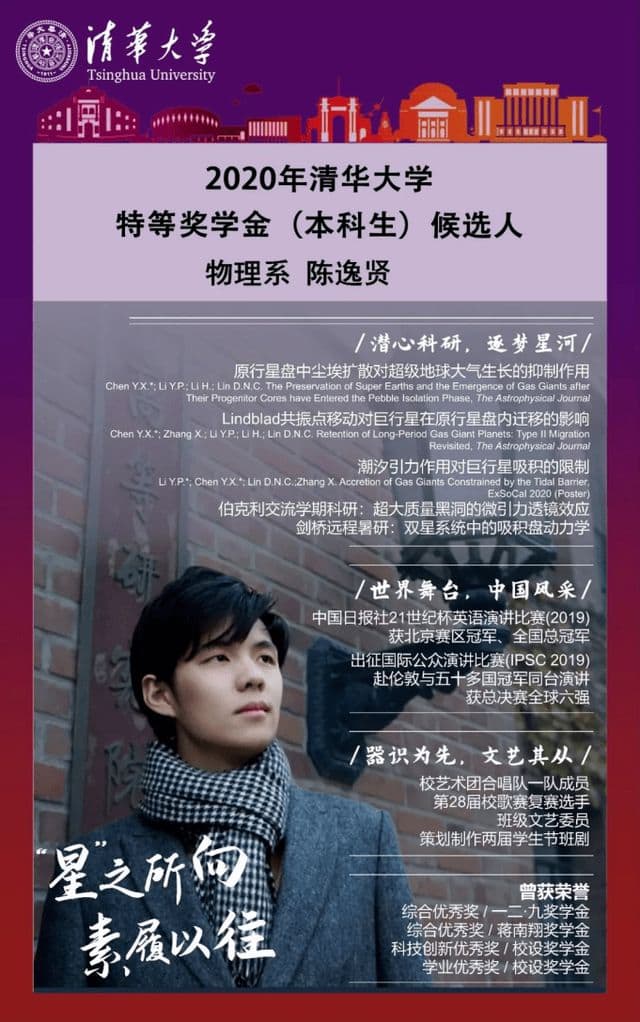 清華大学
Tsinghua University
2020年清华大学
特等奖学金（本科生）候选人
物理系 陈逸贤
/潜心科研，逐梦星河/
原行星盘中尘埃扩散对超级地球大气生长的抑制作用
Chen Y.X.*; Li Y.P.; Li H.; Lin D.N.C. The Preservation of Super Earths and the Emergence of Gas Giants after
Their Progenitor Cores have Entered the Pebble Isolation Phase, The Astrophysical Journal
Lindblad共振点移动对巨行星在原行星盘内迁移的影响
Chen Y.X.*; Zhang X.; Li Y.P.; Li H.; Lin D.N.C. Retention of Long-Period Gas Giant Planets: Type II Migration
Revisited, The Astrophysical Journal
潮汐引力作用对巨行星吸积的限制
Li Y.P.*; Chen Y.X.*; Lin D.N.C.;Zhang X. Accretion of Gas Giants Constrained by the Tidal Barrier,
ExSoCal 2020 (Poster)
伯克利交流学期科研：超大质量黑洞的微引力透镜效应
剑桥远程暑研：双星系统中的吸积盘动力学
/世界舞台，中国风采/
中国日报社21世纪杯英语演讲比赛(2019)
获北京赛区冠军、全国总冠军
出征国际公众演讲比赛(IPSC 2019)
赴伦敦与五十多国冠军同台演讲
获总决赛全球六强
/器识为先，文艺其从/
校艺术团合唱队一队成员
第28届校歌赛复赛选手
班级文艺委员
策划制作两届学生节班剧
“星”之所向
素履以往
曾获荣誉
综合优秀奖 / 一二·九奖学金
综合优秀奖 / 蒋南翔奖学金
科技创新优秀奖 / 校设奖学金
学业优秀奖 / 校设奖学金